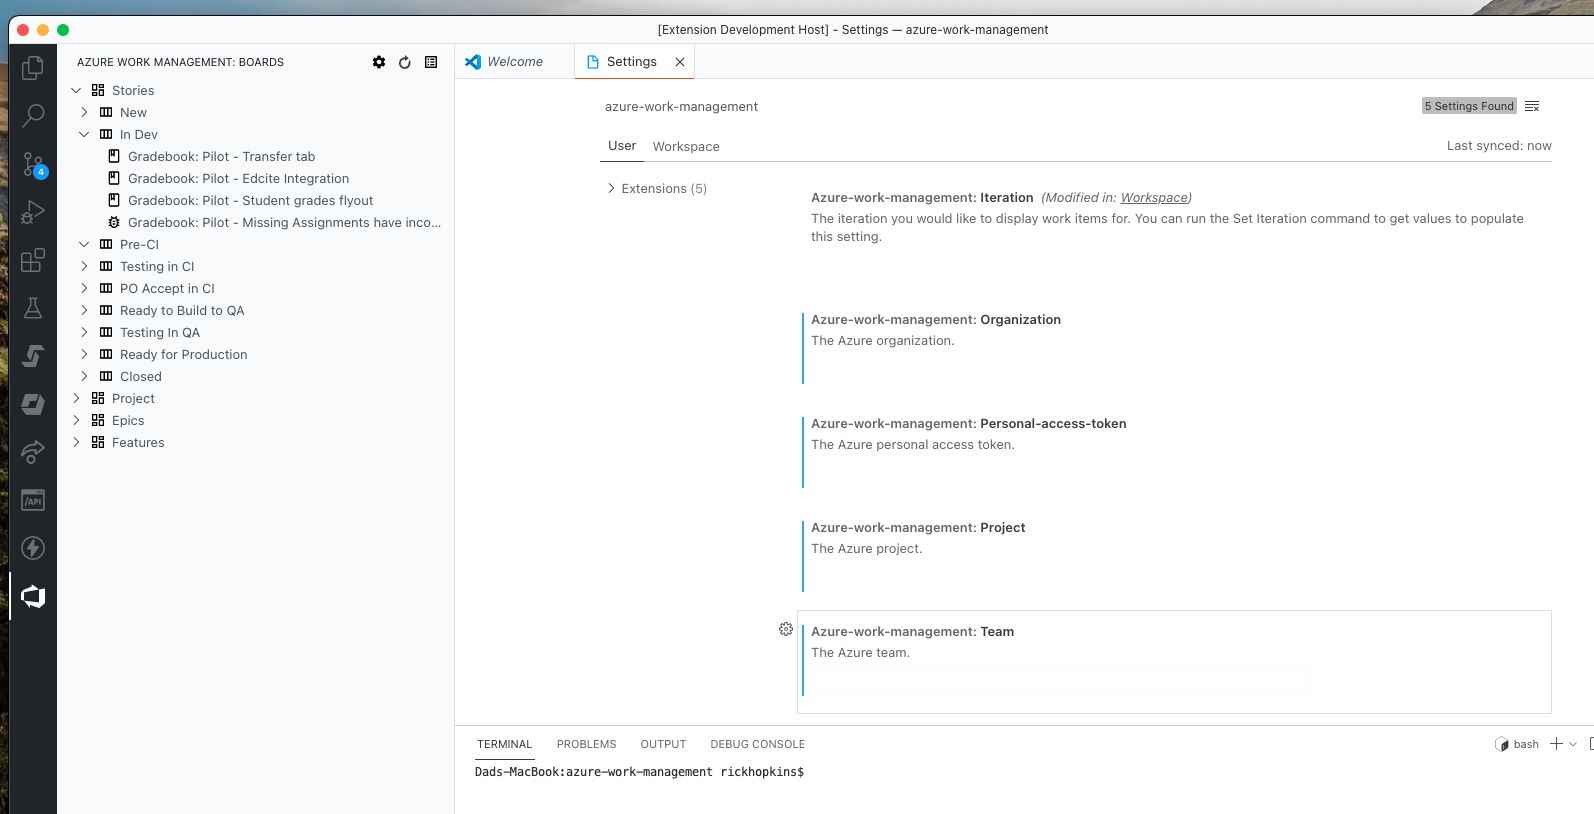 [Extension Development Host] - Settings — azure-work-management
AZURE WORK MANAGEMENT: BOARDS
Stories
New
In Dev
Gradebook: Pilot - Transfer tab
Gradebook: Pilot - Edcite Integration
Gradebook: Pilot - Student grades flyout
Gradebook: Pilot - Missing Assignments have inco...
Pre-CI
Testing in CI
PO Accept in CI
Ready to Build to QA
Testing In QA
Ready for Production
Closed
Project
Epics
Features
4
/API
Welcome
Settings
azure-work-management
5 Settings Found
User
Workspace
Last synced: now
Extensions (5)
Azure-work-management: Iteration (Modified in: Workspace)
The iteration you would like to display work items for. You can run the Set Iteration command to get values to populate
this setting.
Azure-work-management: Organization
The Azure organization.
Azure-work-management: Personal-access-token
The Azure personal access token.
Azure-work-management: Project
The Azure project.
Azure-work-management: Team
The Azure team.
TERMINAL
PROBLEMS
OUTPUT
DEBUG CONSOLE
bash
Dads-MacBook:azure-work-management rickhopkins$